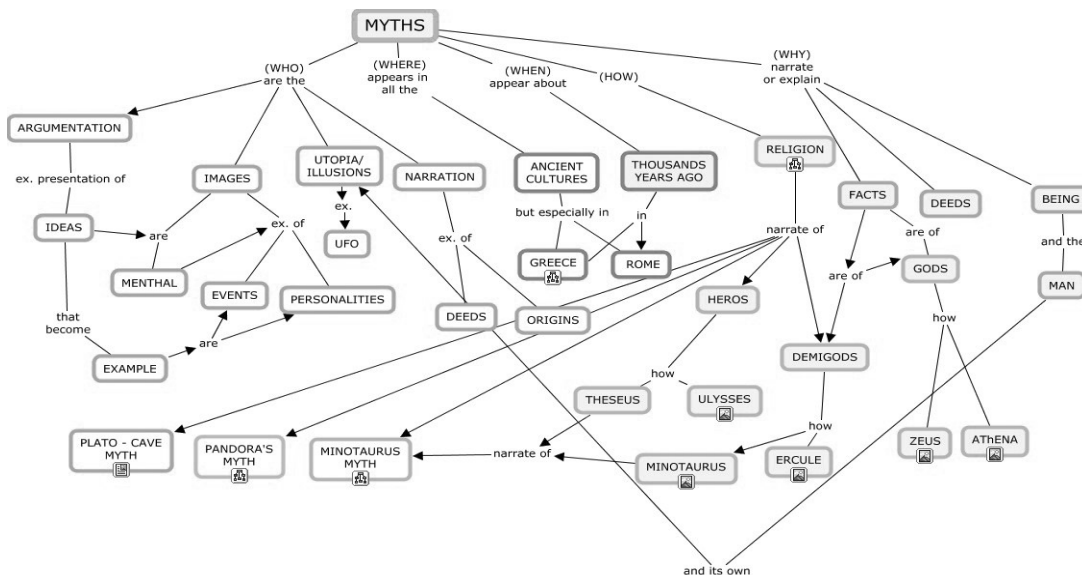 MYTHS
(WHO)
are the
(WHERE)
appears in
all the
(WHEN)
appear about
(HOW)
(WHY)
narrate
or explain
ARGUMENTATION
ex. presentation of
IDEAS
are
MENTHAL
that
become
EXAMPLE
are
IMAGES
ex. of
EVENTS
PERSONALITIES
UTOPIA/
ILLUSIONS
ex.
UFO
NARRATION
ex. of
DEEDS
ORIGINS
ANCIENT
CULTURES
but especially in
GREECE
THOUSANDS
YEARS AGO
in
ROME
RELIGION
narrate of
HEROS
how
THESEUS
ULYSSES
DEMIGODS
how
MINOTAURUS
ERCULE
narrate of
PLATO - CAVE
MYTH
PANDORA'S
MYTH
MINOTAURUS
MYTH
FACTS
are of
are of
GODS
how
ZEUS
AThENA
DEEDS
BEING
and the
MAN
and its own